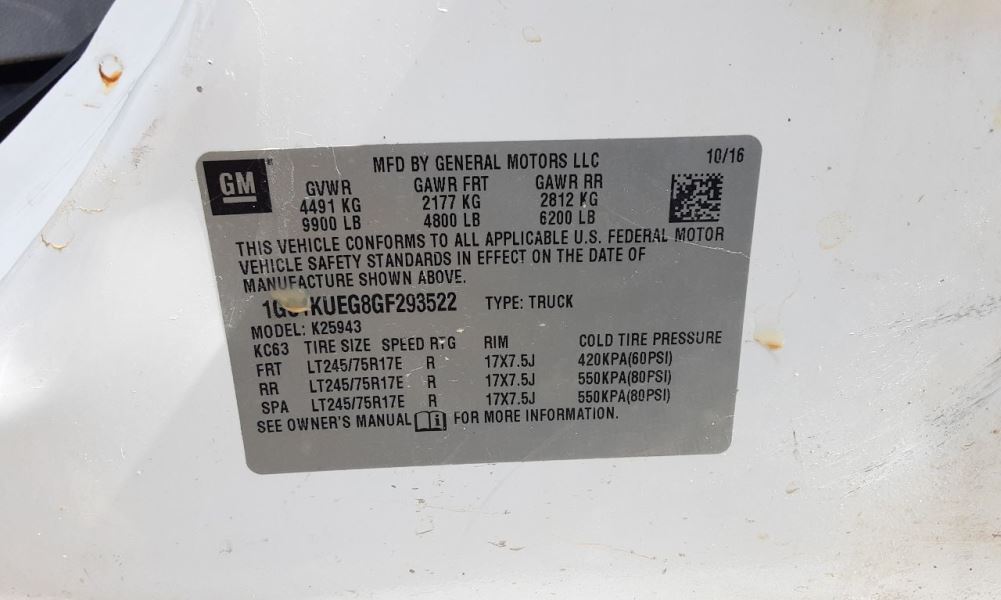 GM
MFD BY GENERAL MOTORS LLC 10/16
GVWR GAWR FRT GAWR RR
4491 KG 2177 KG 2812 KG
9900 LB 4800 LB 6200 LB
THIS VEHICLE CONFORMS TO ALL APPLICABLE U.S. FEDERAL MOTOR
VEHICLE SAFETY STANDARDS IN EFFECT ON THE DATE OF
MANUFACTURE SHOWN ABOVE.
TYPE: TRUCK
MODEL: K25943
KC63 TIRE SIZE SPEED RTG RIM COLD TIRE PRESSURE
FRT LT245/75R17E R 17X7.5J 420KPA(60PSI)
RR LT245/75R17E R 17X7.5J 550KPA(80PSI)
SPA LT245/75R17E R 17X7.5J 550KPA(80PSI)
SEE OWNER'S MANUAL i FOR MORE INFORMATION.